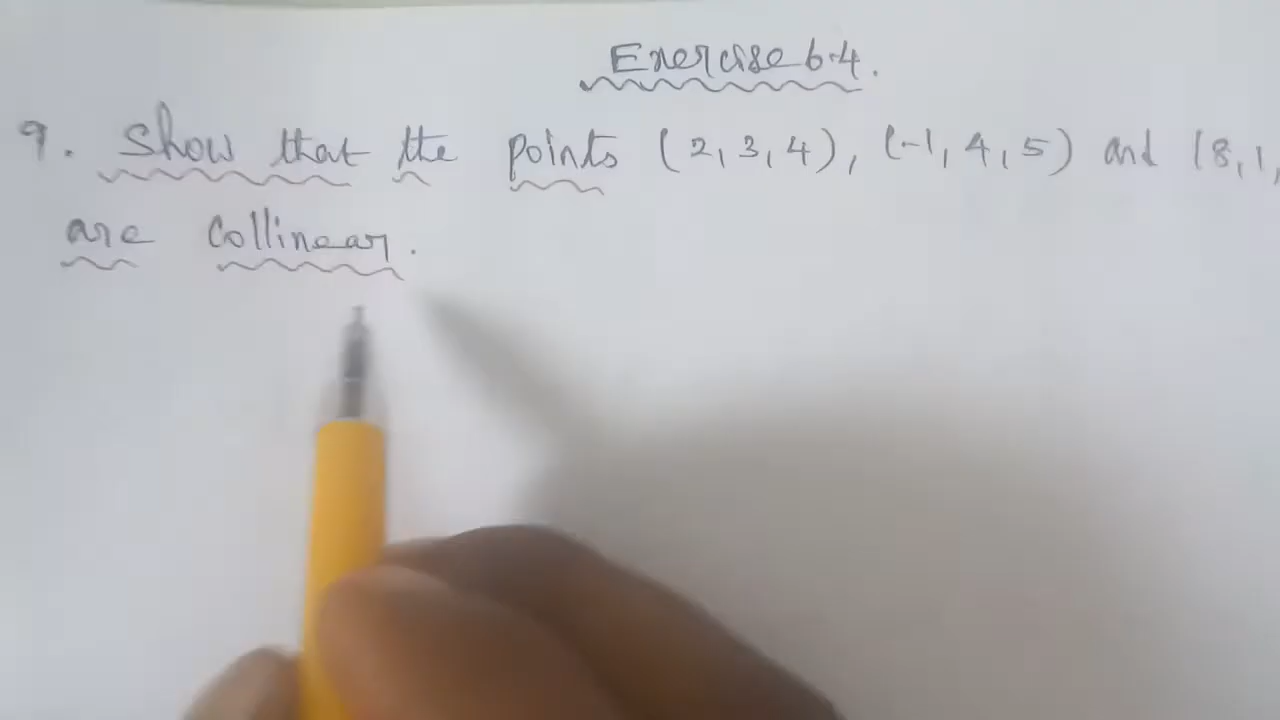 Exercise 6.4.
9. Show that the points (2,3,4), (-1,4,5) and (8,1,
are Collinear.